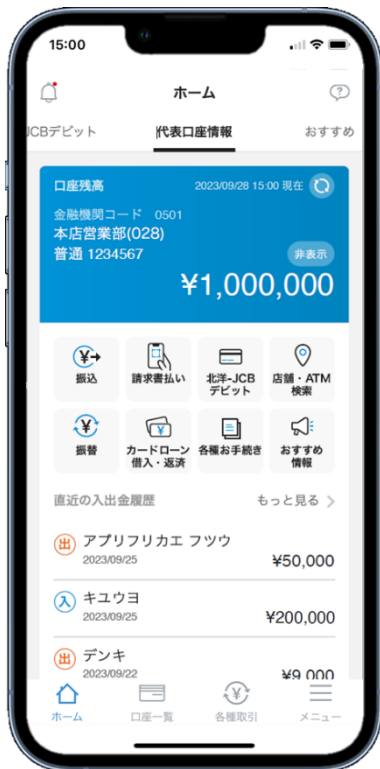 15:00
ホーム
JCBデビット
代表口座情報
おすすめ
口座残高
2023/09/28 15:00 現在
金融機関コード 0501
本店営業部(028)
普通 1234567
非表示
¥1,000,000
振込
請求書払い
北洋-JCB
デビット
店舗・ATM
検索
振替
カードローン
借入・返済
各種お手続き
おすすめ
情報
直近の入出金履歴
もっと見る
出
アプリフリカエ フツウ
2023/09/25
¥50,000
入
キユウヨ
2023/09/25
¥200,000
出
デンキ
2023/09/22
¥9,000
ホーム
口座一覧
各種取引
メニュー